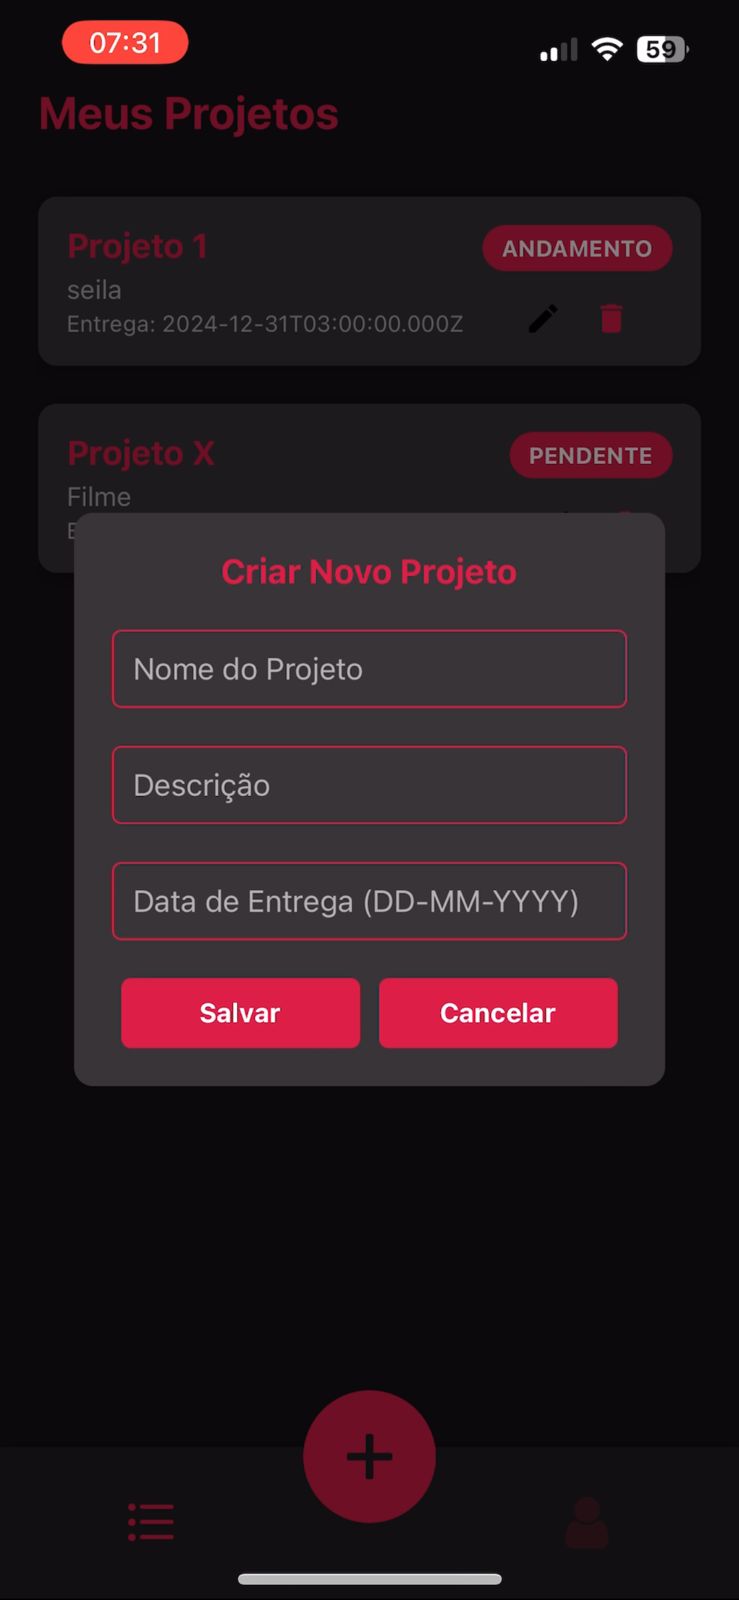 07:31
59
Meus Projetos
Projeto 1
ANDAMENTO
seila
Entrega: 2024-12-31T03:00:00.000Z
Projeto X
PENDENTE
Filme
Criar Novo Projeto
Nome do Projeto
Descrição
Data de Entrega (DD-MM-YYYY)
Salvar
Cancelar